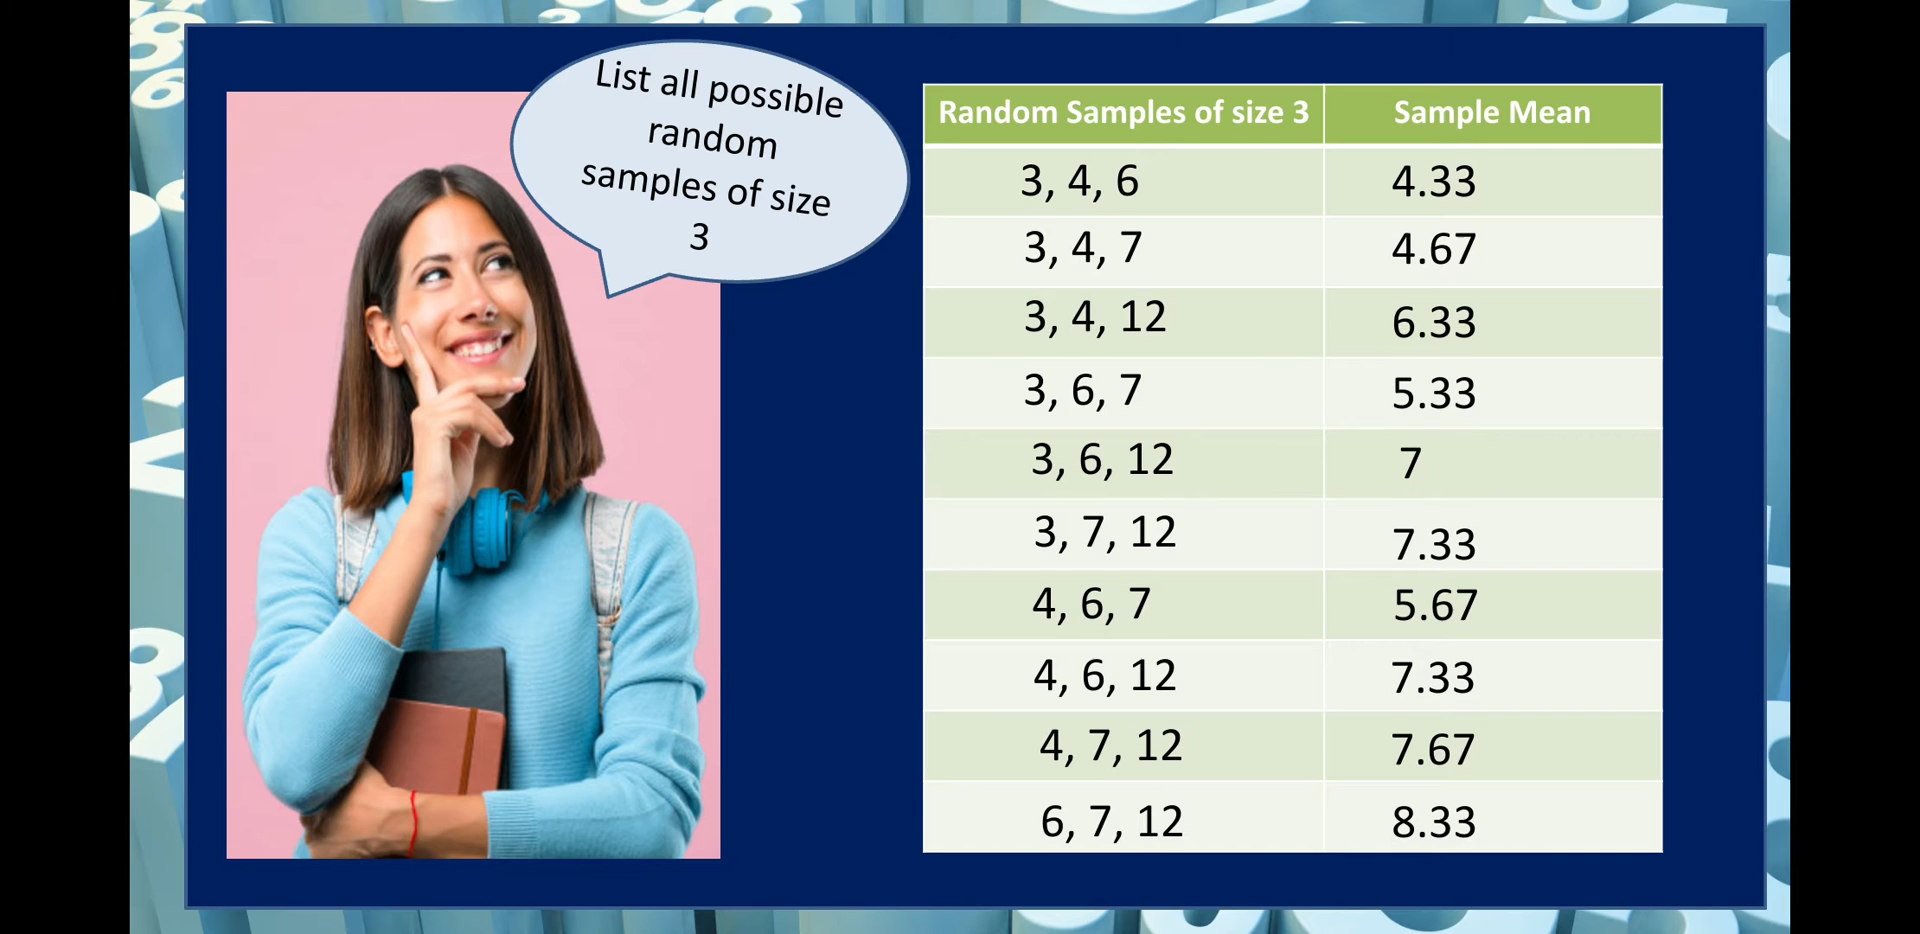 List all possible
random
samples of size
3
Random Samples of size 3 Sample Mean
3, 4, 6 4.33
3, 4, 7 4.67
3, 4, 12 6.33
3, 6, 7 5.33
3, 6, 12 7
3, 7, 12 7.33
4, 6, 7 5.67
4, 6, 12 7.33
4, 7, 12 7.67
6, 7, 12 8.33